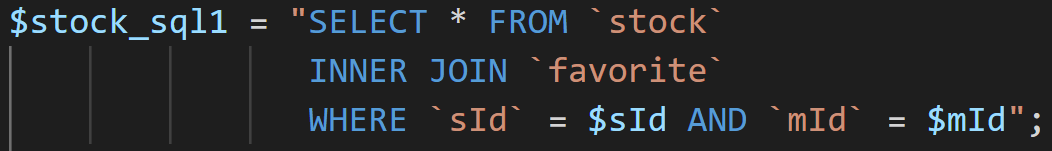 $stock_sql1 = "SELECT * FROM `stock`
INNER JOIN `favorite`
WHERE `sId` = $sId AND `mId` = $mId";